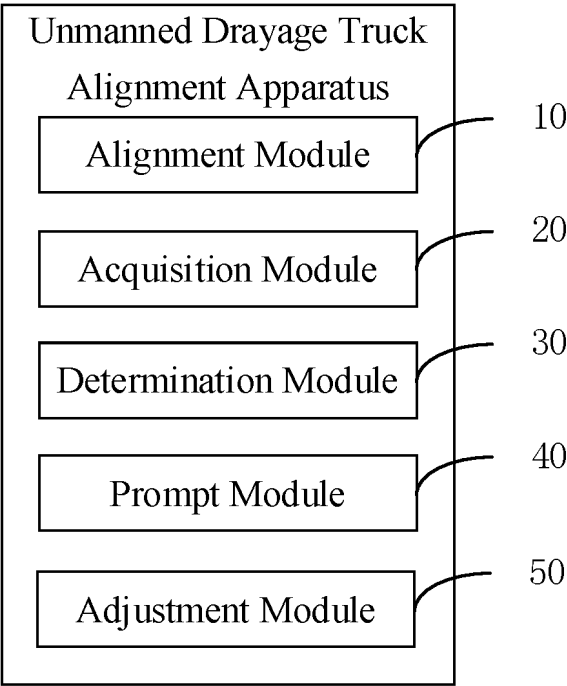 Unmanned Drayage Truck
Alignment Apparatus
Alignment Module
10
Acquisition Module
20
Determination Module
30
Prompt Module
40
Adjustment Module
50